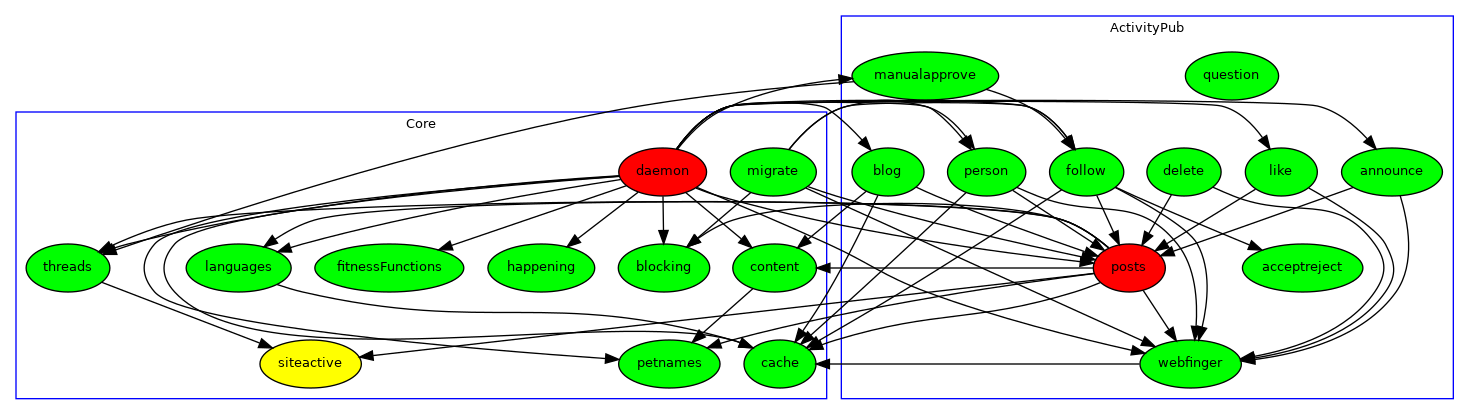 ActivityPub
manualapprove
question
Core
daemon
migrate
blog
person
follow
delete
like
announce
threads
languages
fitnessFunctions
happening
blocking
content
posts
acceptreject
siteactive
petnames
cache
webfinger